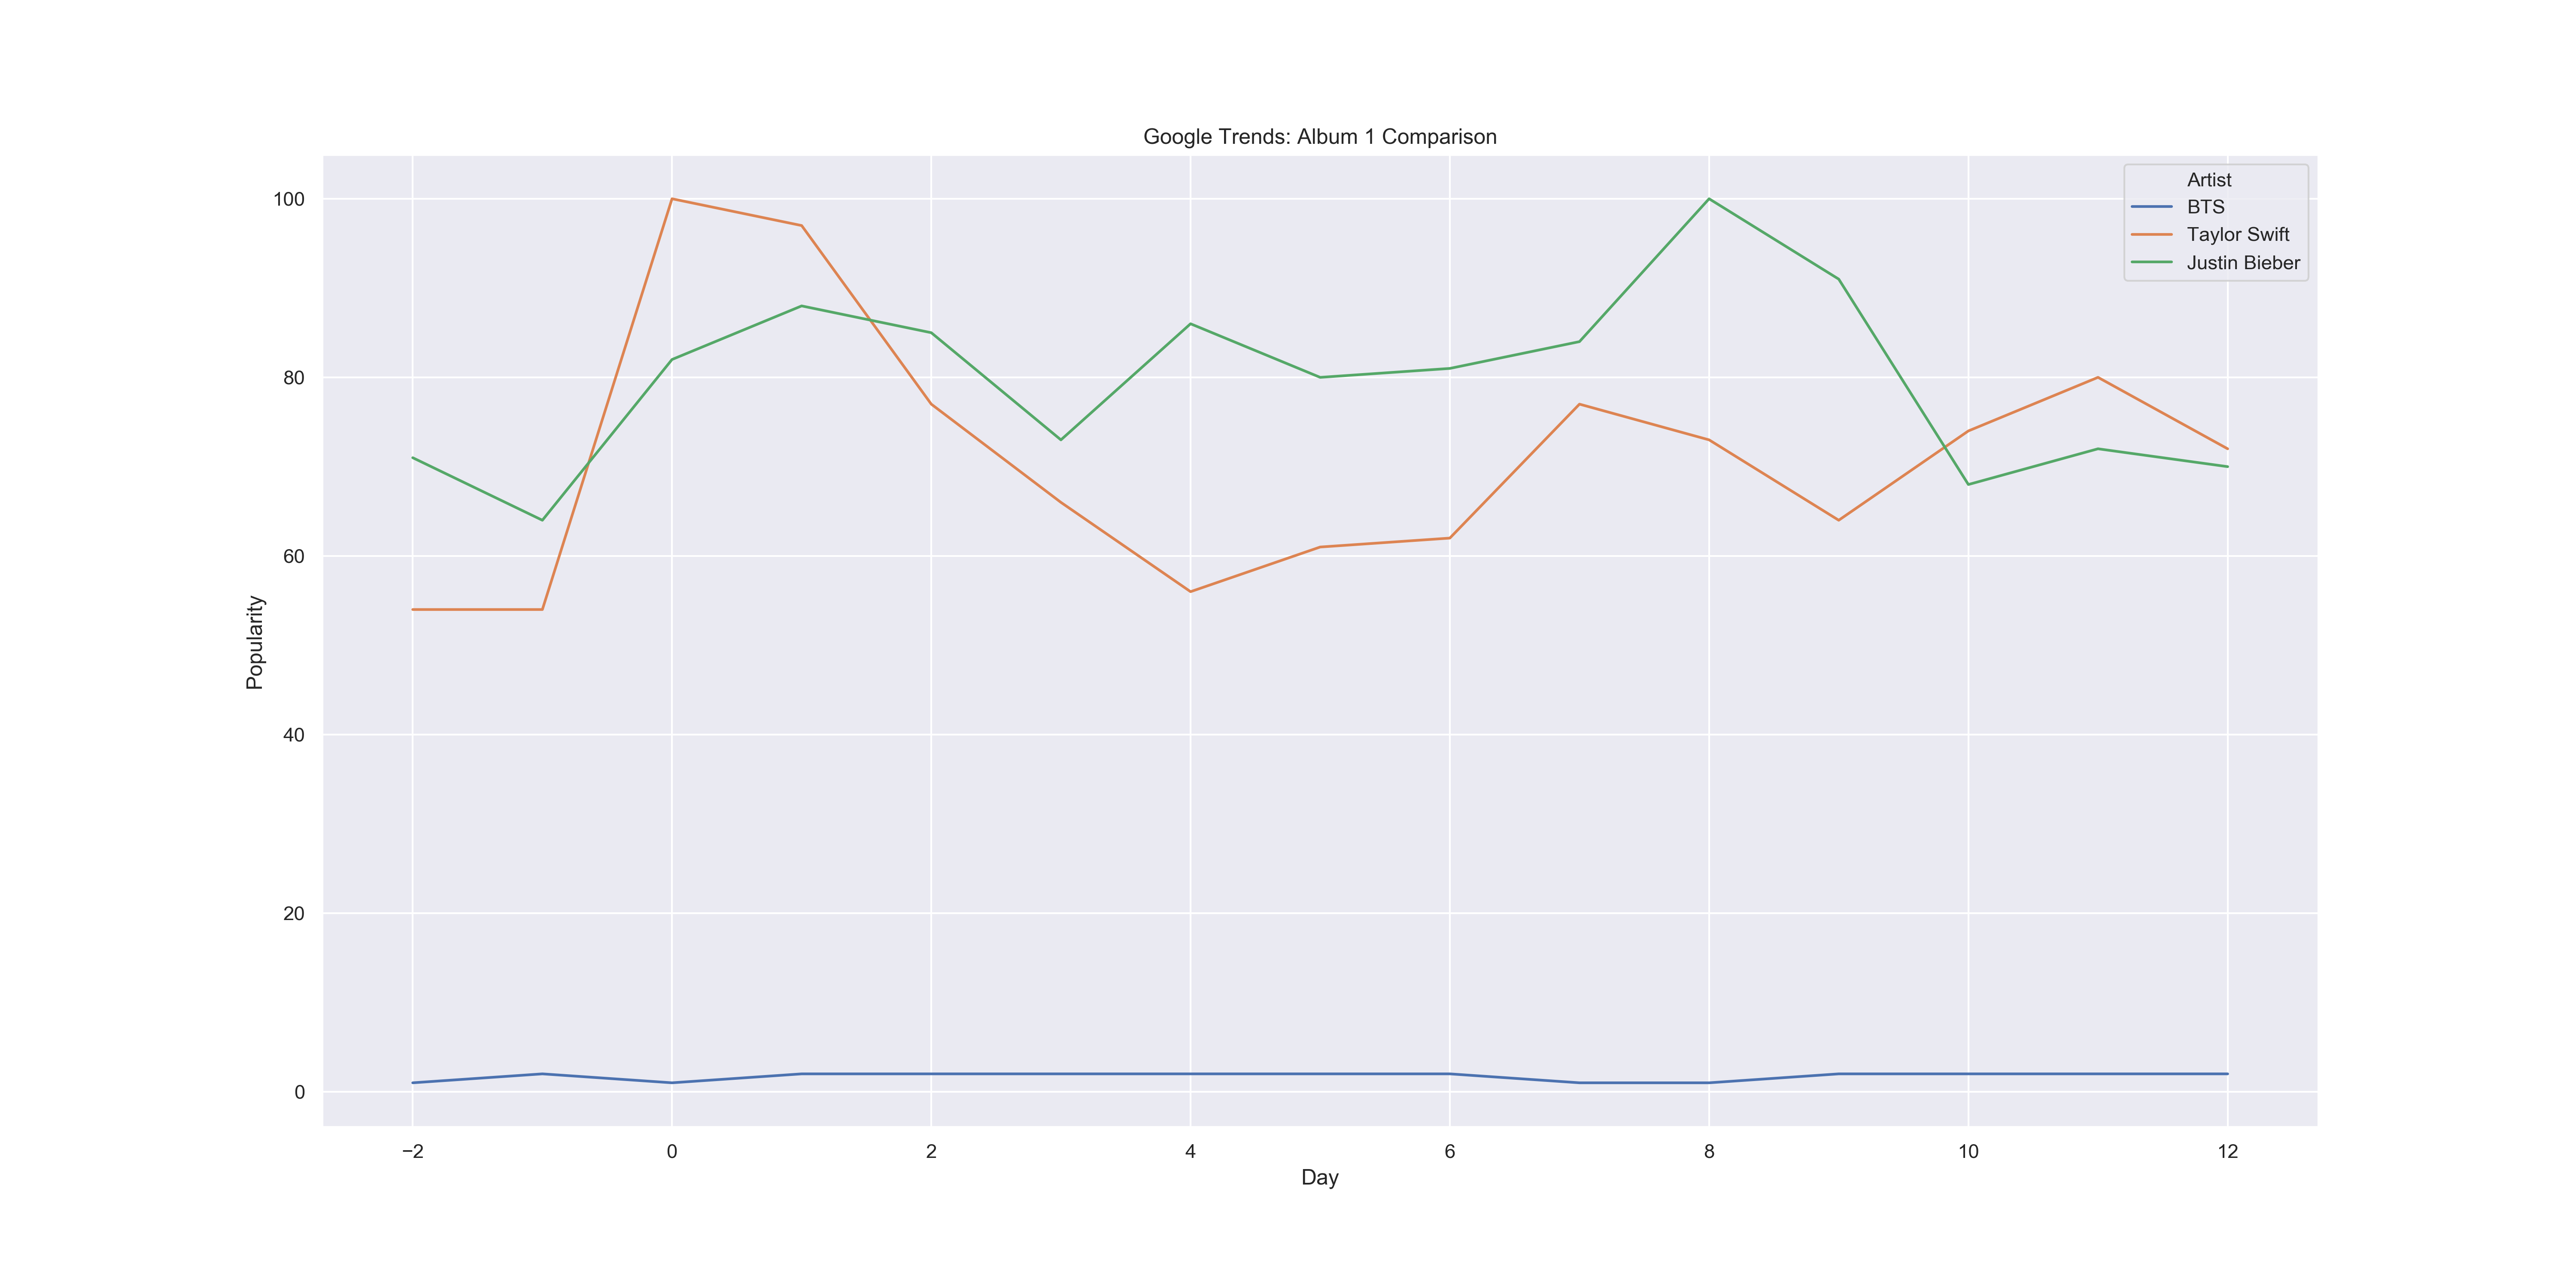 Google Trends: Album 1 Comparison
Artist
BTS
Taylor Swift
Justin Bieber
100
80
60
40
20
0
Popularity
−2 0 2 4 6 8 10 12
Day